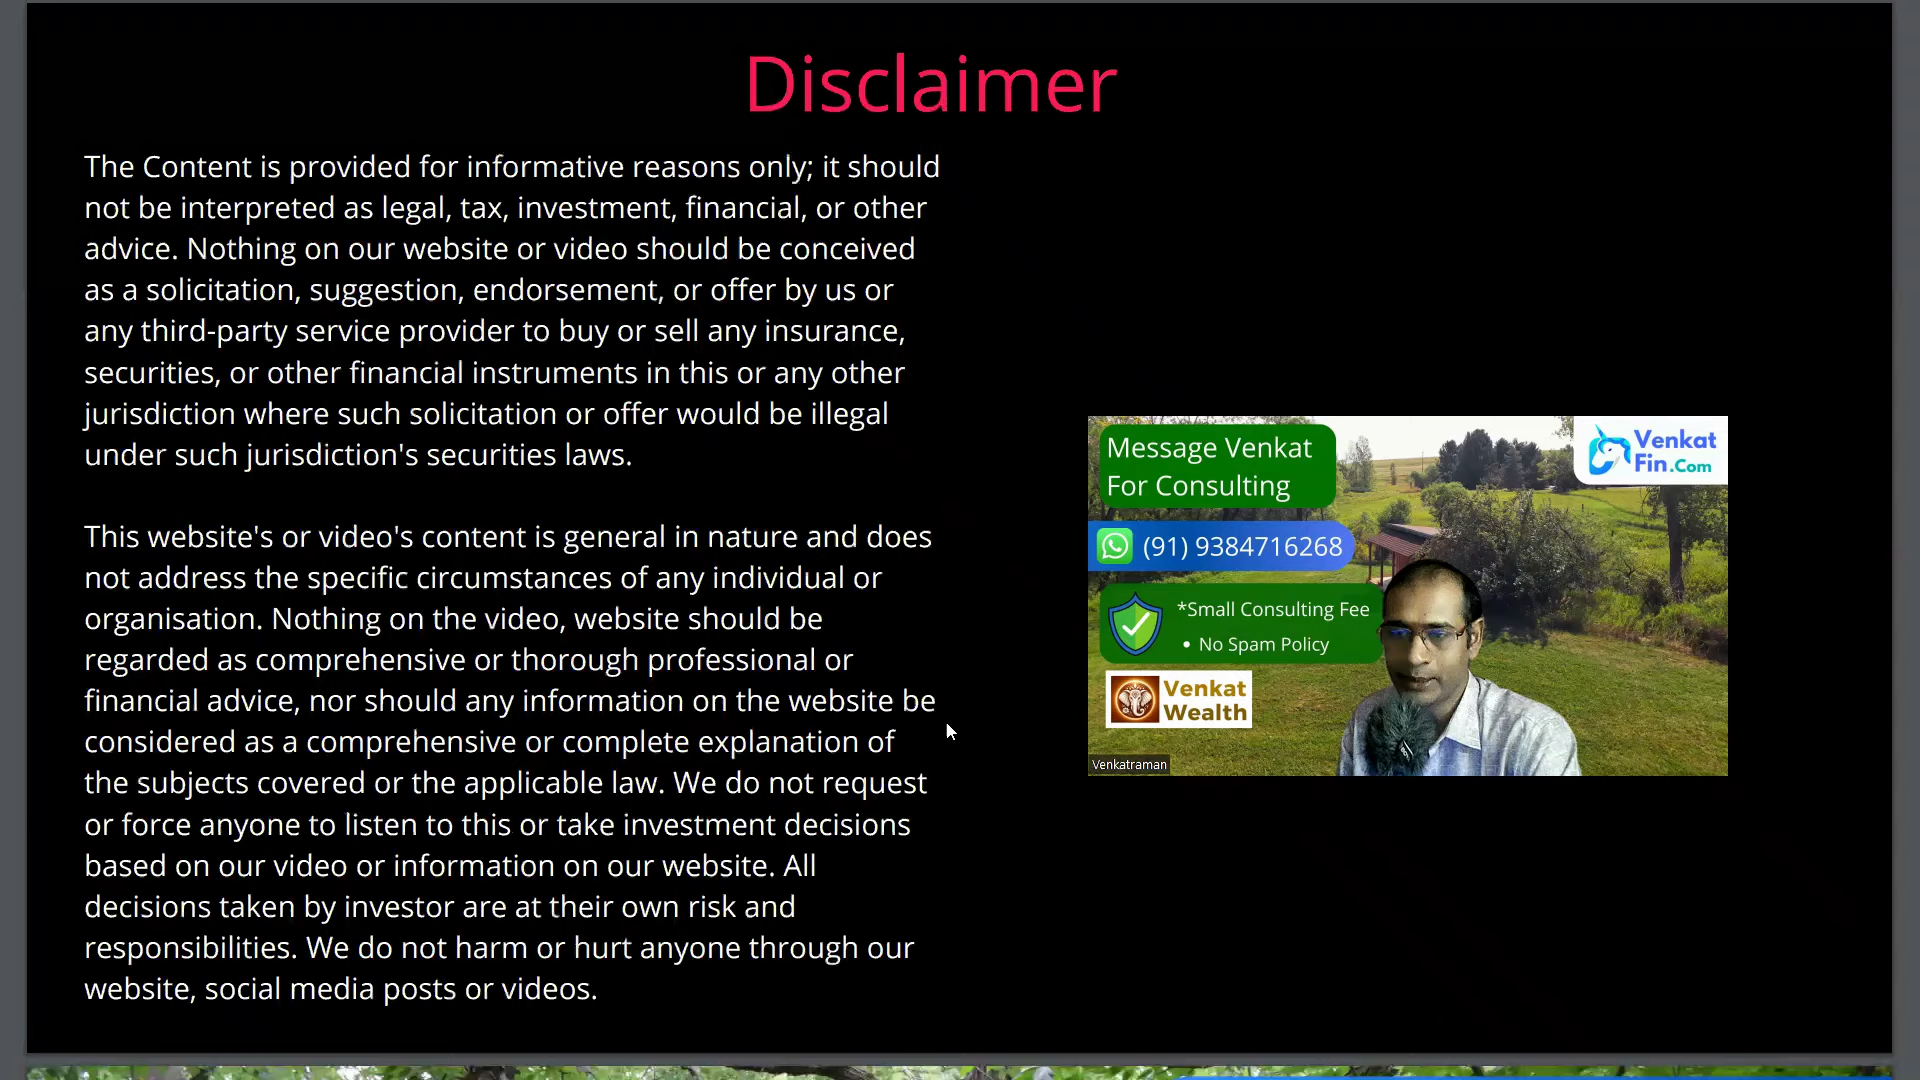 Disclaimer
The Content is provided for informative reasons only; it should
not be interpreted as legal, tax, investment, financial, or other
advice. Nothing on our website or video should be conceived
as a solicitation, suggestion, endorsement, or offer by us or
any third-party service provider to buy or sell any insurance,
securities, or other financial instruments in this or any other
jurisdiction where such solicitation or offer would be illegal
under such jurisdiction's securities laws.
This website's or video's content is general in nature and does
not address the specific circumstances of any individual or
organisation. Nothing on the video, website should be
regarded as comprehensive or thorough professional or
financial advice, nor should any information on the website be
considered as a comprehensive or complete explanation of
the subjects covered or the applicable law. We do not request
or force anyone to listen to this or take investment decisions
based on our video or information on our website. All
decisions taken by investor are at their own risk and
responsibilities. We do not harm or hurt anyone through our
website, social media posts or videos.
Message Venkat
For Consulting
(91) 9384716268
*Small Consulting Fee
• No Spam Policy
Venkat
Wealth
Venkat
Fin.Com
Venkatraman